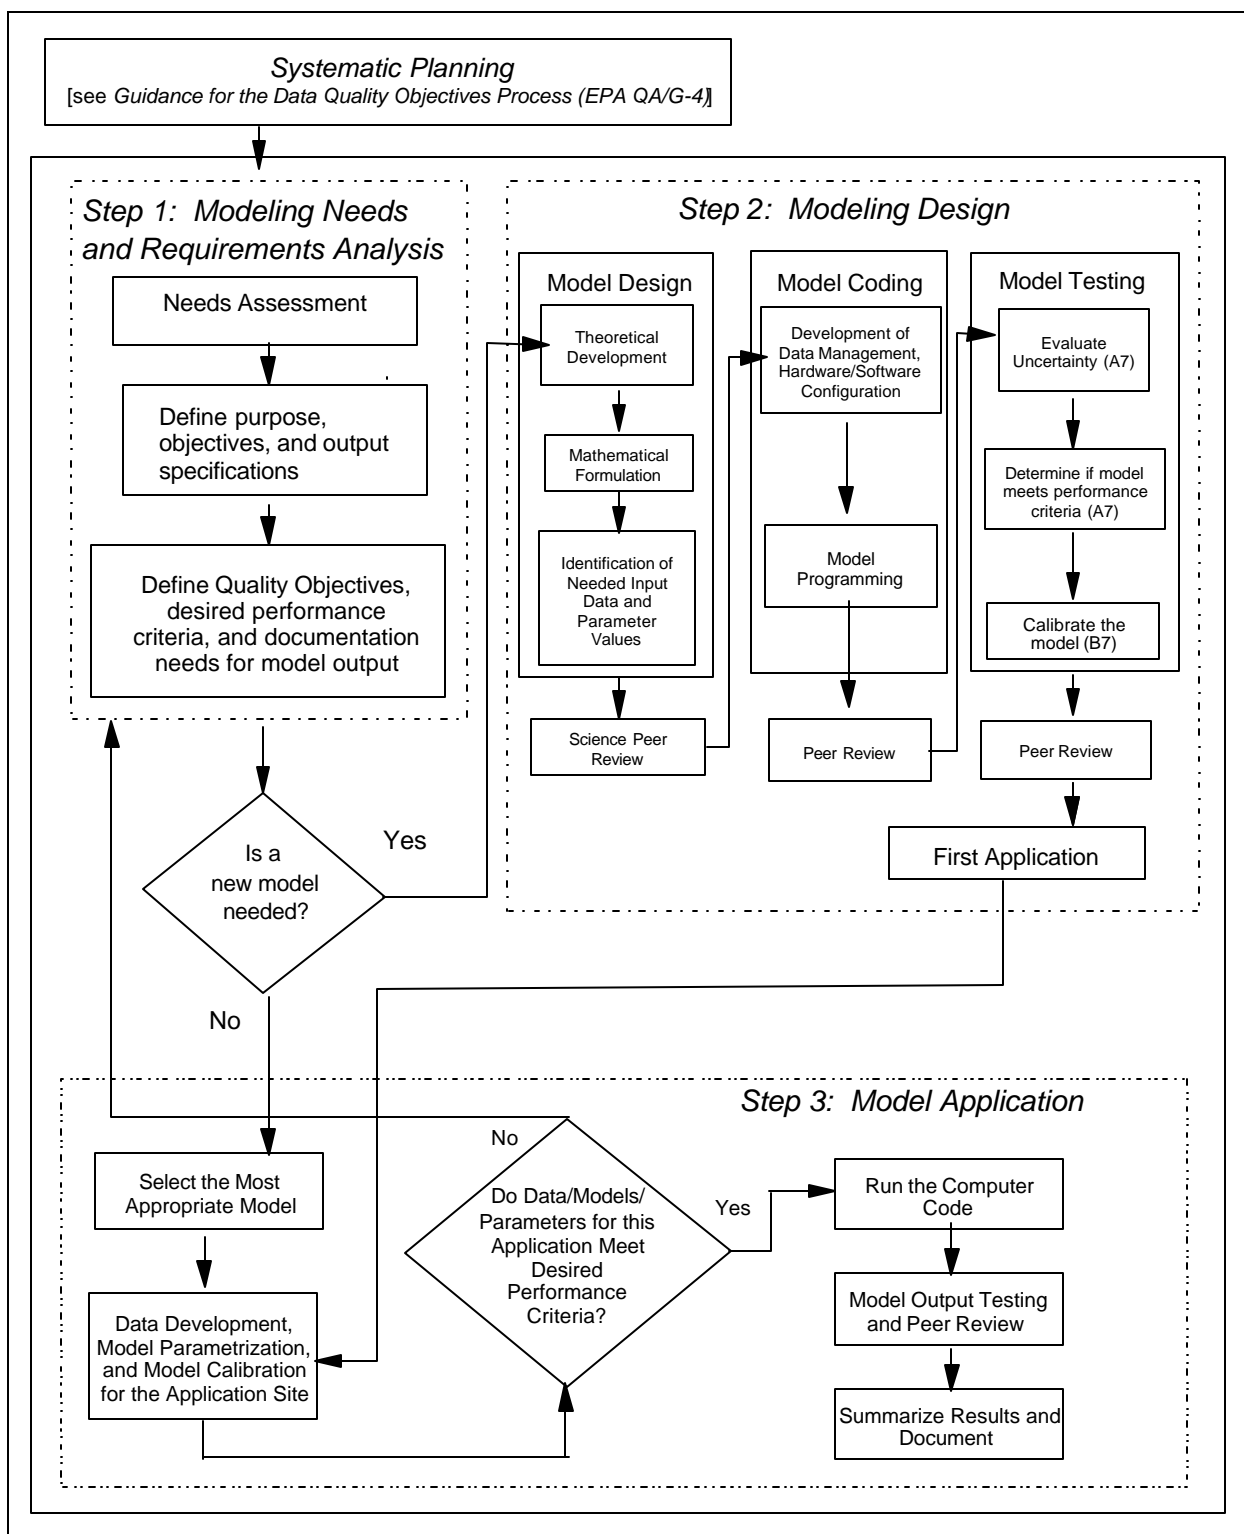 Systematic Planning
[see Guidance for the Data Quality Objectives Process (EPA QA/G-4)]
Step 1: Modeling Needs
and Requirements Analysis
Needs Assessment
Define purpose,
objectives, and output
specifications
Define Quality Objectives,
desired performance
criteria, and documentation
needs for model output
Is a
new model
needed?
Yes
No
Step 2: Modeling Design
Model Design
Theoretical
Development
Mathematical
Formulation
Identification of
Needed Input
Data and
Parameter
Values
Science Peer
Review
Model Coding
Development of
Data Management,
Hardware/Software
Configuration
Model
Programming
Peer Review
Model Testing
Evaluate
Uncertainty (A7)
Determine if model
meets performance
criteria (A7)
Calibrate the
model (B7)
Peer Review
First Application
Step 3: Model Application
Select the Most
Appropriate Model
Data Development,
Model Parametrization,
and Model Calibration
for the Application Site
No
Do Data/Models/
Parameters for this
Application Meet
Desired
Performance
Criteria?
Yes
Run the Computer
Code
Model Output Testing
and Peer Review
Summarize Results and
Document